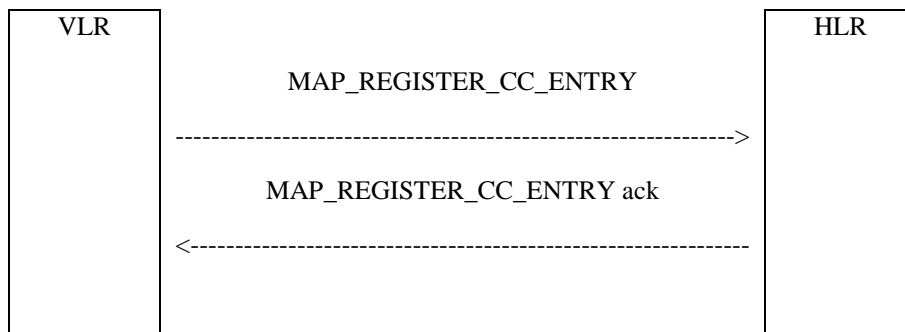 VLR
HLR
MAP_REGISTER_CC_ENTRY
MAP_REGISTER_CC_ENTRY ack